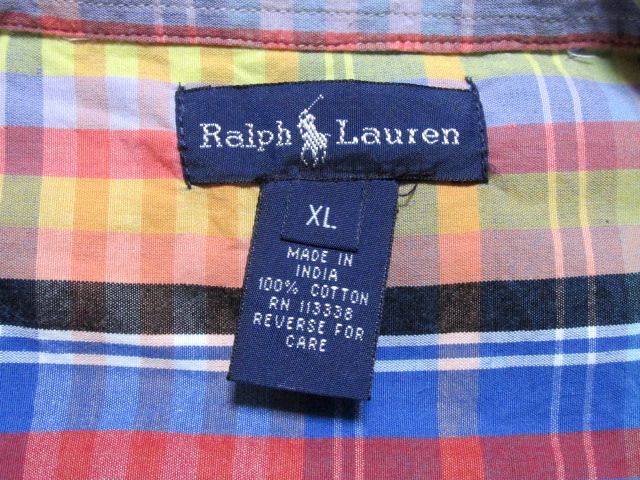 Ralph Lauren
XL
MADE IN
INDIA
100% COTTON
RN 113338
REVERSE FOR
CARE